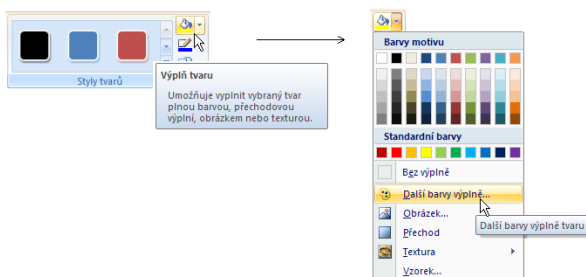 Styly tvarů
Výplň tvaru
Umožňuje vyplnit vybraný tvar
plnou barvou, přechodovou
výplní, obrázkem nebo texturou.
Barvy motivu
Standardní barvy
Bez výplně
Další barvy výplně...
Další barvy výplně tvaru
Obrázek...
Přechod
Textura
Vzorek...